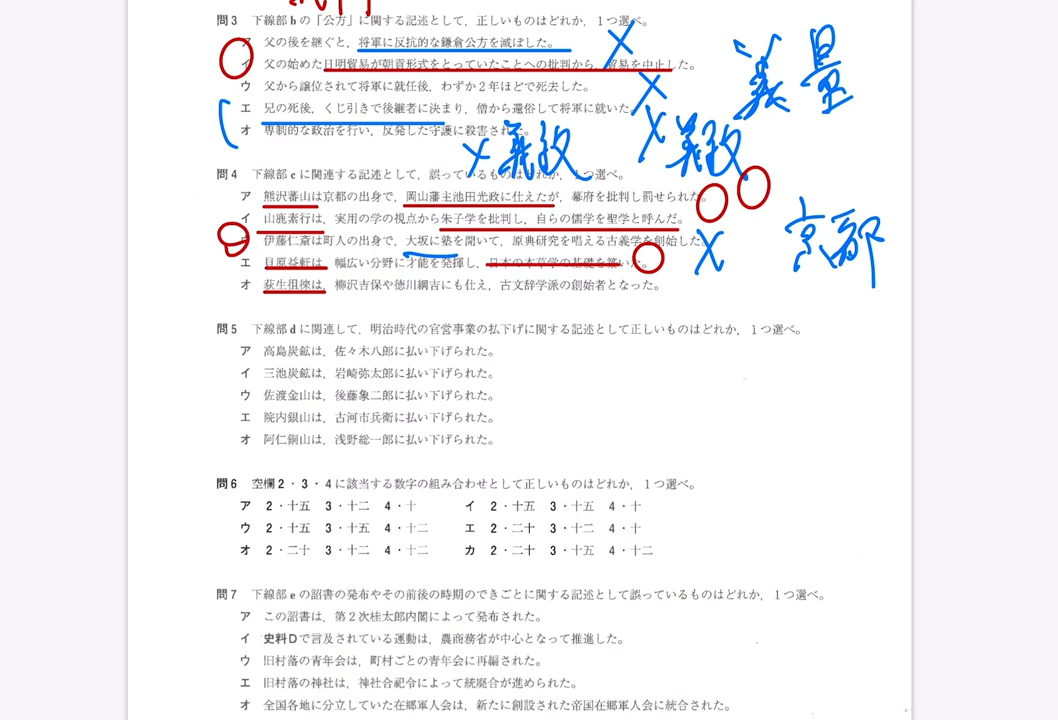 問3 下線部bの「公方」に関する記述として，正しいものはどれか，1つ選べ。
ア 父の後を継ぐと，将軍に反抗的な鎌倉公方を滅ぼした。
イ 父の始めた日明貿易が朝貢形式をとっていたことへの批判から，貿易を中止した。
ウ 父から譲位されて将軍に就任後，わずか2年ほどで死去した。
エ 兄の死後，くじ引きで後継者に決まり，僧から還俗して将軍に就いた。
オ 専制的な政治を行い，反発した守護に殺害された。
義量
義教
義教
問4 下線部cに関連する記述として，誤っているものはどれか，1つ選べ。
ア 熊沢蕃山は京都の出身で，岡山藩主池田光政に仕えたが，幕府を批判し罰せられた。
イ 山鹿素行は，実用の学の視点から朱子学を批判し，自らの儒学を聖学と呼んだ。
ウ 伊藤仁斎は町人の出身で，大坂に塾を開いて，原典研究を唱える古義学を創始した。
京都
エ 貝原益軒は，幅広い分野に才能を発揮し，日本の本草学の基礎を築いた。
オ 荻生徂徠は，柳沢吉保や徳川綱吉にも仕え，古文辞学派の創始者となった。
問5 下線部dに関連して，明治時代の官営事業の払下げに関する記述として正しいものはどれか，1つ選べ。
ア 高島炭鉱は，佐々木八郎に払い下げられた。
イ 三池炭鉱は，岩崎弥太郎に払い下げられた。
ウ 佐渡金山は，後藤象二郎に払い下げられた。
エ 院内銀山は，古河市兵衛に払い下げられた。
オ 阿仁銅山は，浅野総一郎に払い下げられた。
問6 空欄2・3・4に該当する数字の組み合わせとして正しいものはどれか，1つ選べ。
ア 2・十五 3・十二 4・十 イ 2・十五 3・十五 4・十
ウ 2・十五 3・十五 4・十二 エ 2・二十 3・十二 4・十
オ 2・二十 3・十二 4・十二 カ 2・二十 3・十五 4・十二
問7 下線部eの詔書の発布やその前後の時期のできごとに関する記述として誤っているものはどれか，1つ選べ。
ア この詔書は，第2次桂太郎内閣によって発布された。
イ 史料Dで言及されている運動は，農商務省が中心となって推進した。
ウ 旧村落の青年会は，町村ごとの青年会に再編された。
エ 旧村落の神社は，神社合祀令によって統廃合が進められた。
オ 全国各地に分立していた在郷軍人会は，新たに創設された帝国在郷軍人会に統合された。